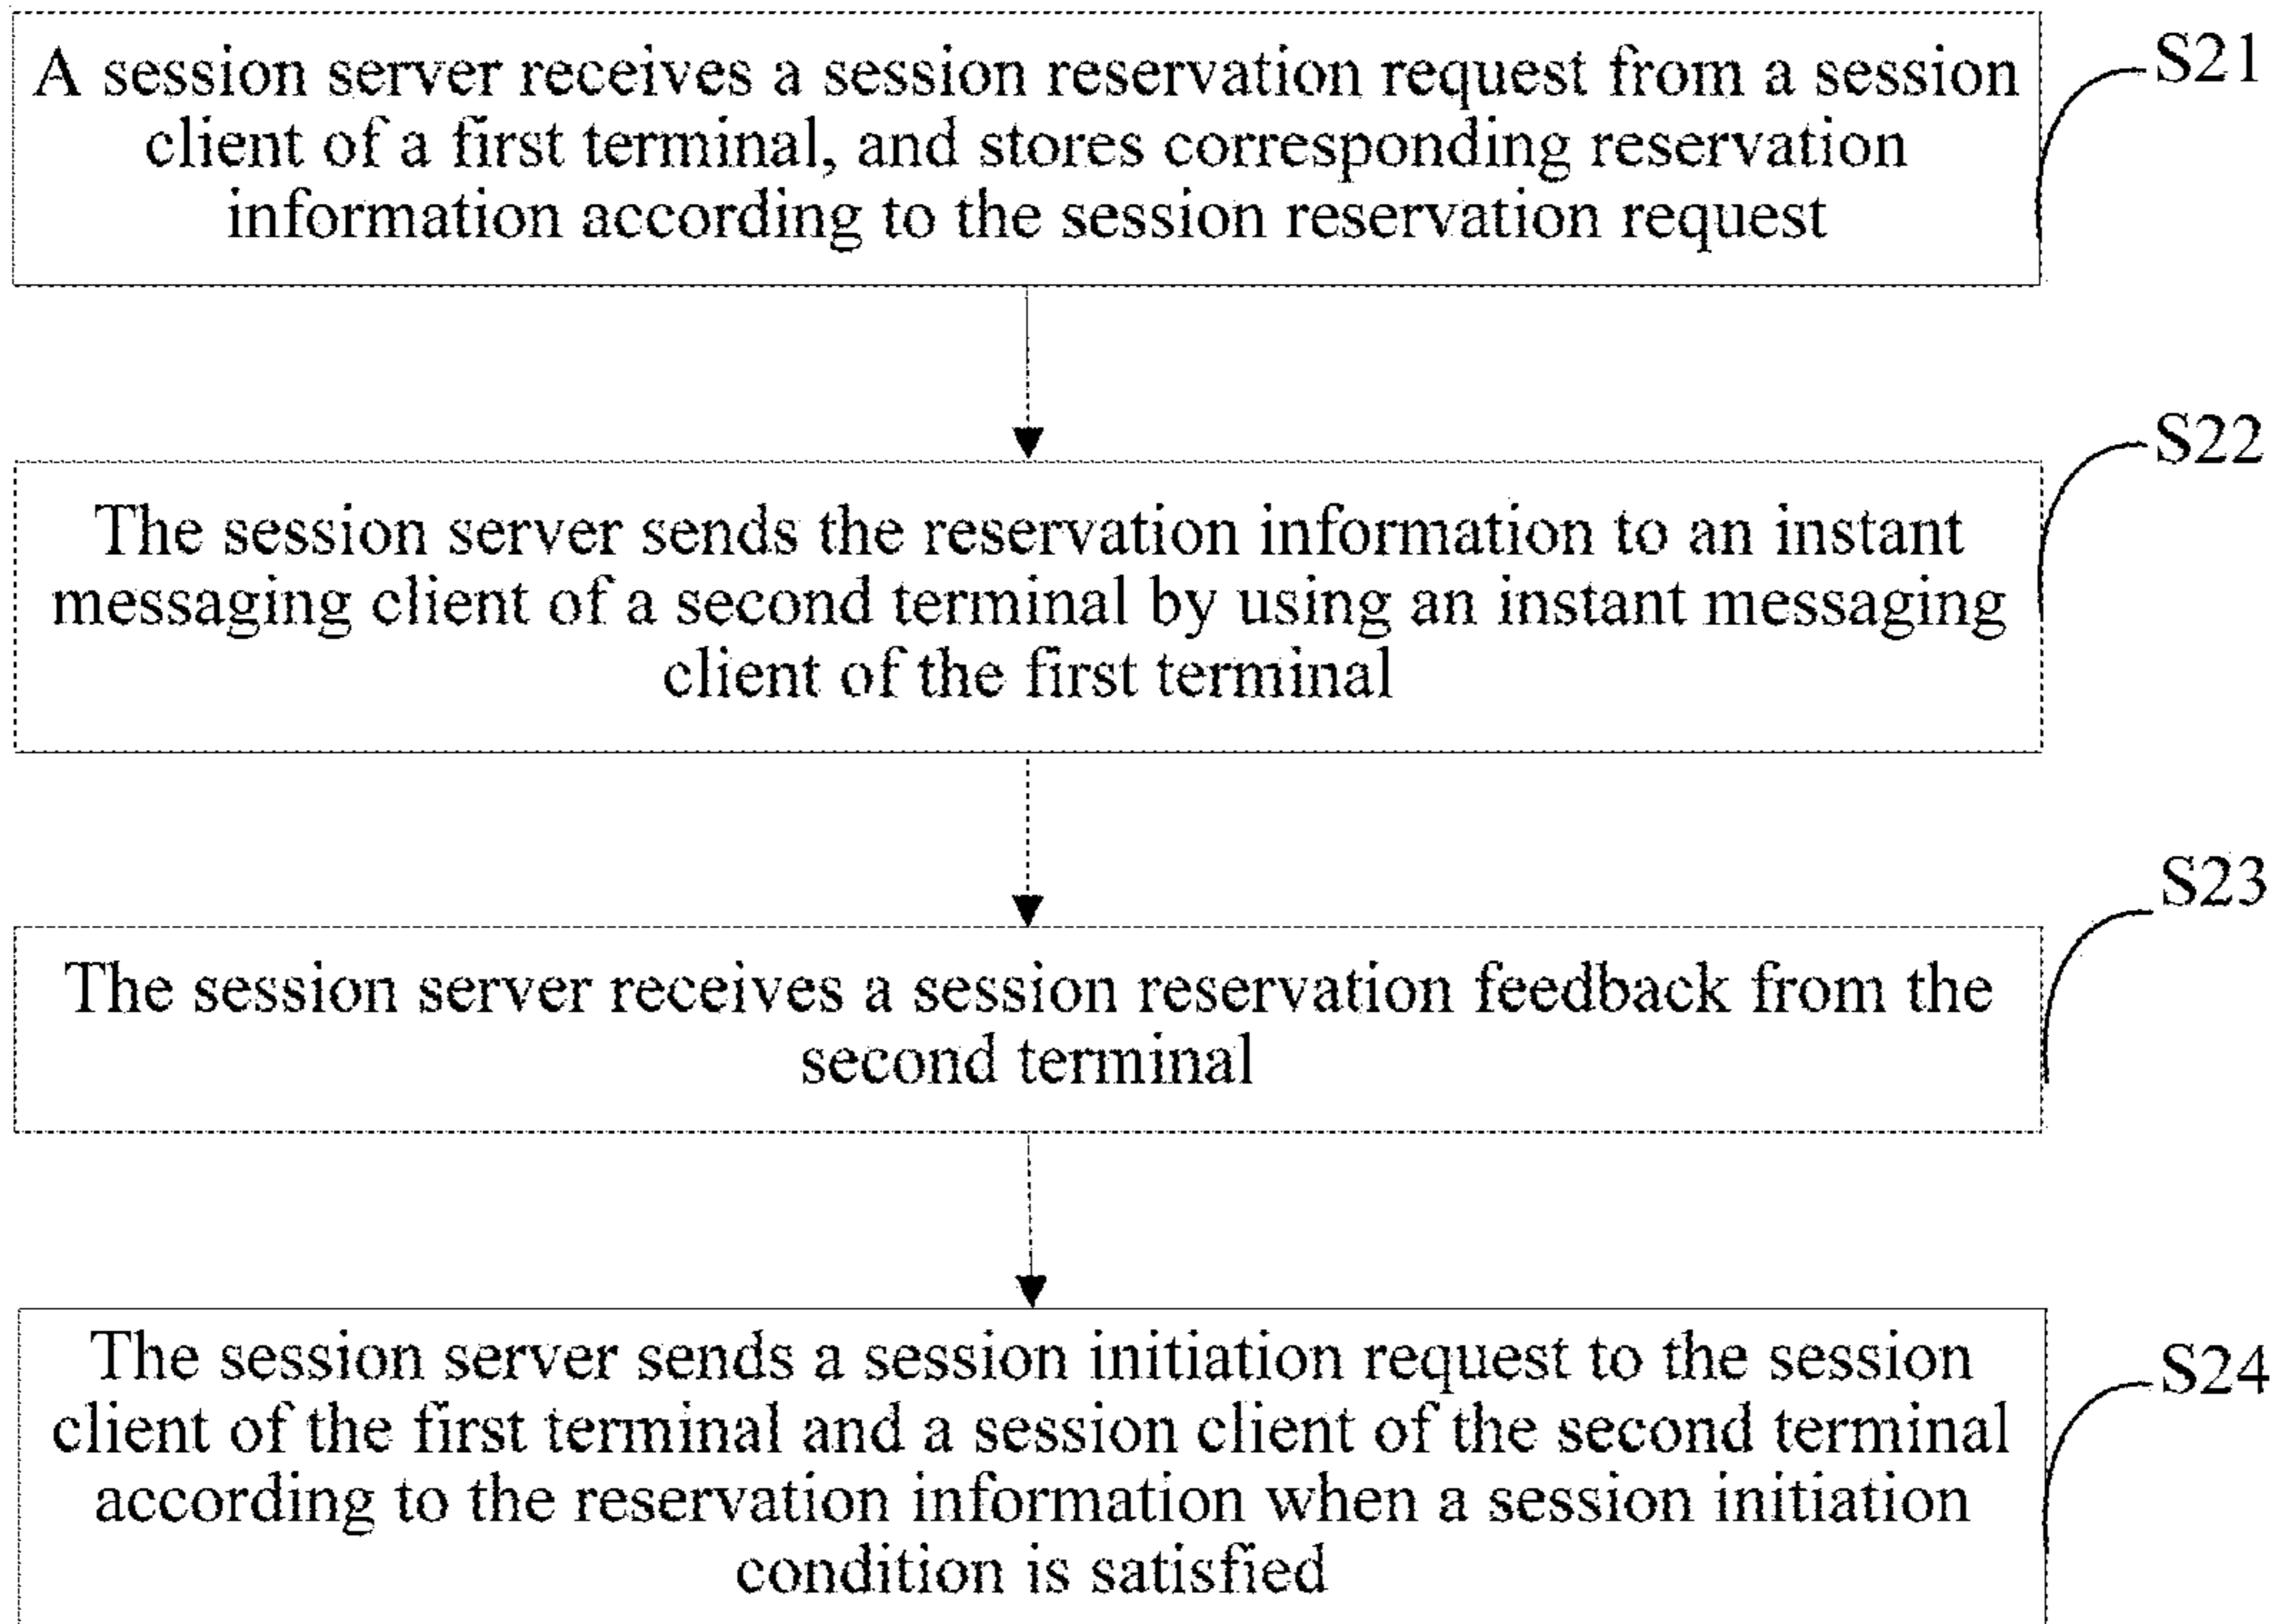 A session server receives a session reservation request from a session
client of a first terminal, and stores corresponding reservation
information according to the session reservation request
S21
The session server sends the reservation information to an instant
messaging client of a second terminal by using an instant messaging
client of the first terminal
S22
The session server receives a session reservation feedback from the
second terminal
S23
The session server sends a session initiation request to the session
client of the first terminal and a session client of the second terminal
according to the reservation information when a session initiation
condition is satisfied
S24